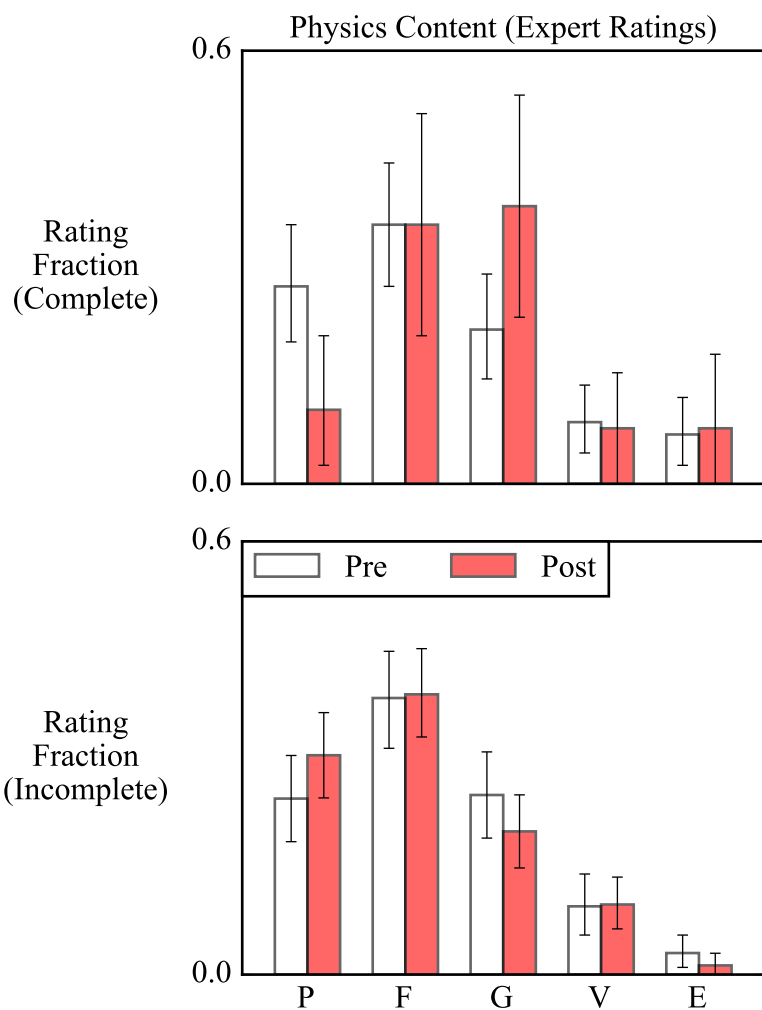 Physics Content (Expert Ratings)
0.6
Rating
Fraction
(Complete)
0.0
0.6
Pre Post
Rating
Fraction
(Incomplete)
0.0
P F G V E